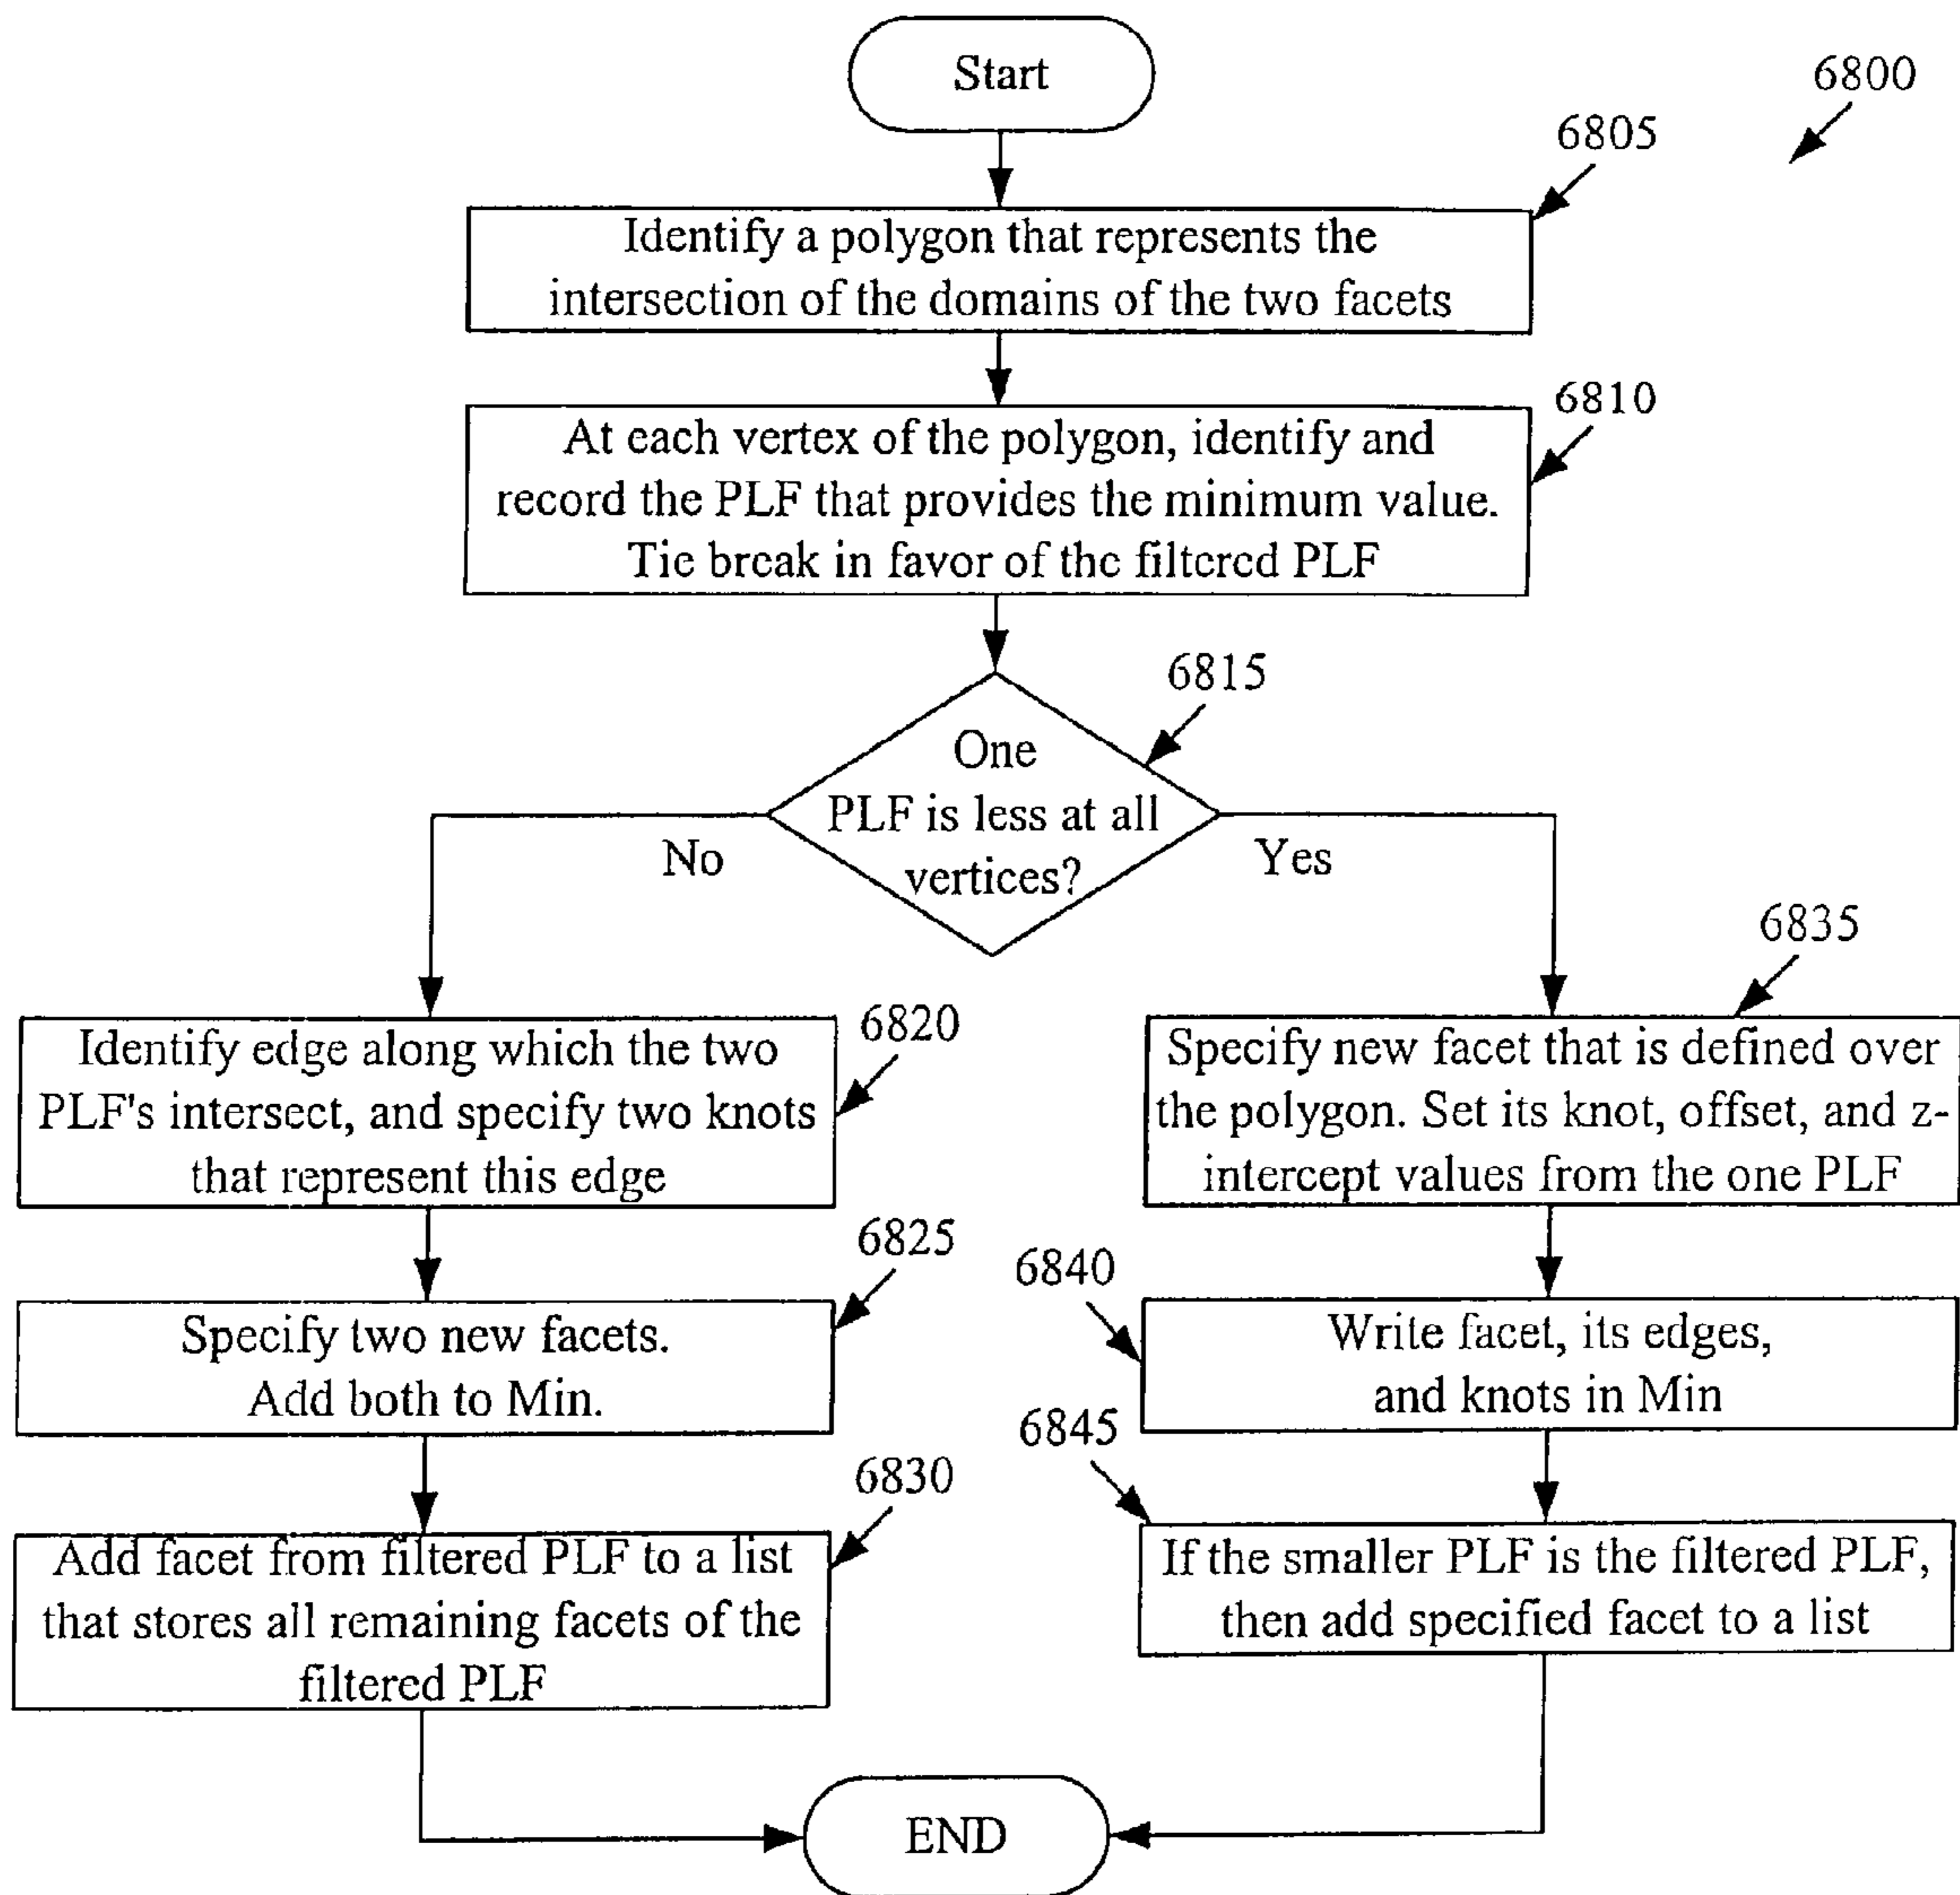 Start
6800
6805
Identify a polygon that represents the
intersection of the domains of the two facets
6810
At each vertex of the polygon, identify and
record the PLF that provides the minimum value.
Tie break in favor of the filtered PLF
6815
One
PLF is less at all
vertices?
No
Yes
6820
Identify edge along which the two
PLF's intersect, and specify two knots
that represent this edge
6825
Specify two new facets.
Add both to Min.
6830
Add facet from filtered PLF to a list
that stores all remaining facets of the
filtered PLF
6835
Specify new facet that is defined over
the polygon. Set its knot, offset, and z-
intercept values from the one PLF
6840
Write facet, its edges,
and knots in Min
6845
If the smaller PLF is the filtered PLF,
then add specified facet to a list
END